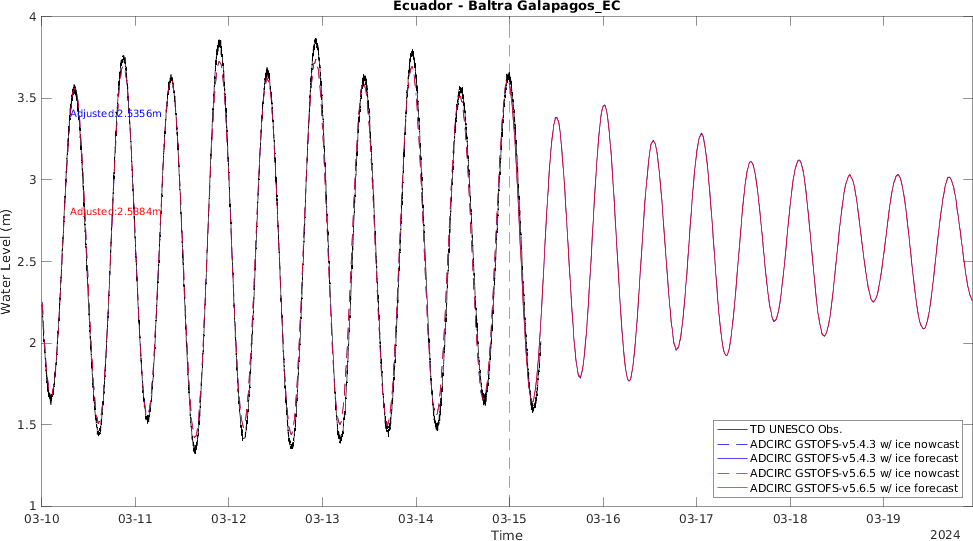 Ecuador - Baltra Galapagos_EC
4
3.5
3
2.5
2
1.5
1
Water Level (m)
Adjusted:2.5356m
Adjusted:2.5884m
TD UNESCO Obs.
ADCIRC GSTOFS-v5.4.3 w/ ice nowcast
ADCIRC GSTOFS-v5.4.3 w/ ice forecast
ADCIRC GSTOFS-v5.6.5 w/ ice nowcast
ADCIRC GSTOFS-v5.6.5 w/ ice forecast
03-10 03-11 03-12 03-13 03-14 03-15 03-16 03-17 03-18 03-19
Time
2024